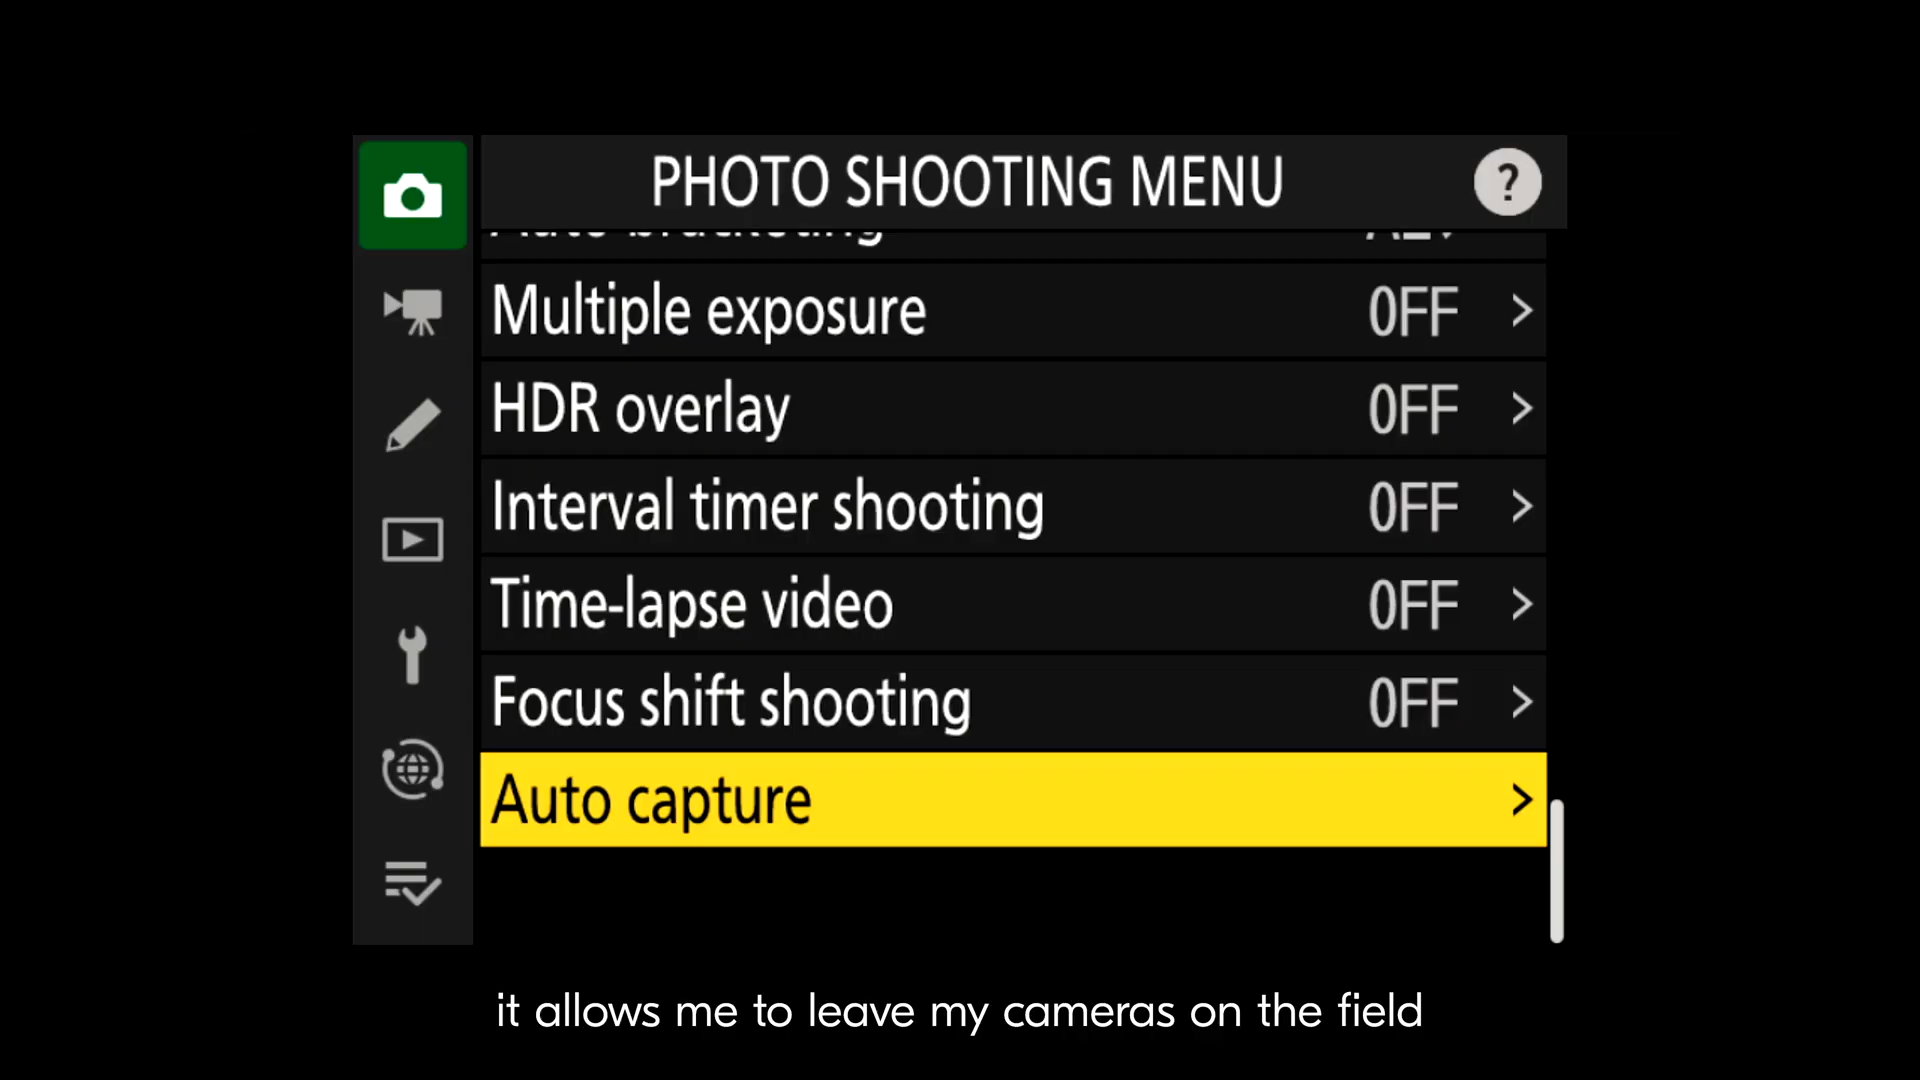 PHOTO SHOOTING MENU ?
Multiple exposure OFF >
HDR overlay OFF >
Interval timer shooting OFF >
Time-lapse video OFF >
Focus shift shooting OFF >
Auto capture >
it allows me to leave my cameras on the field